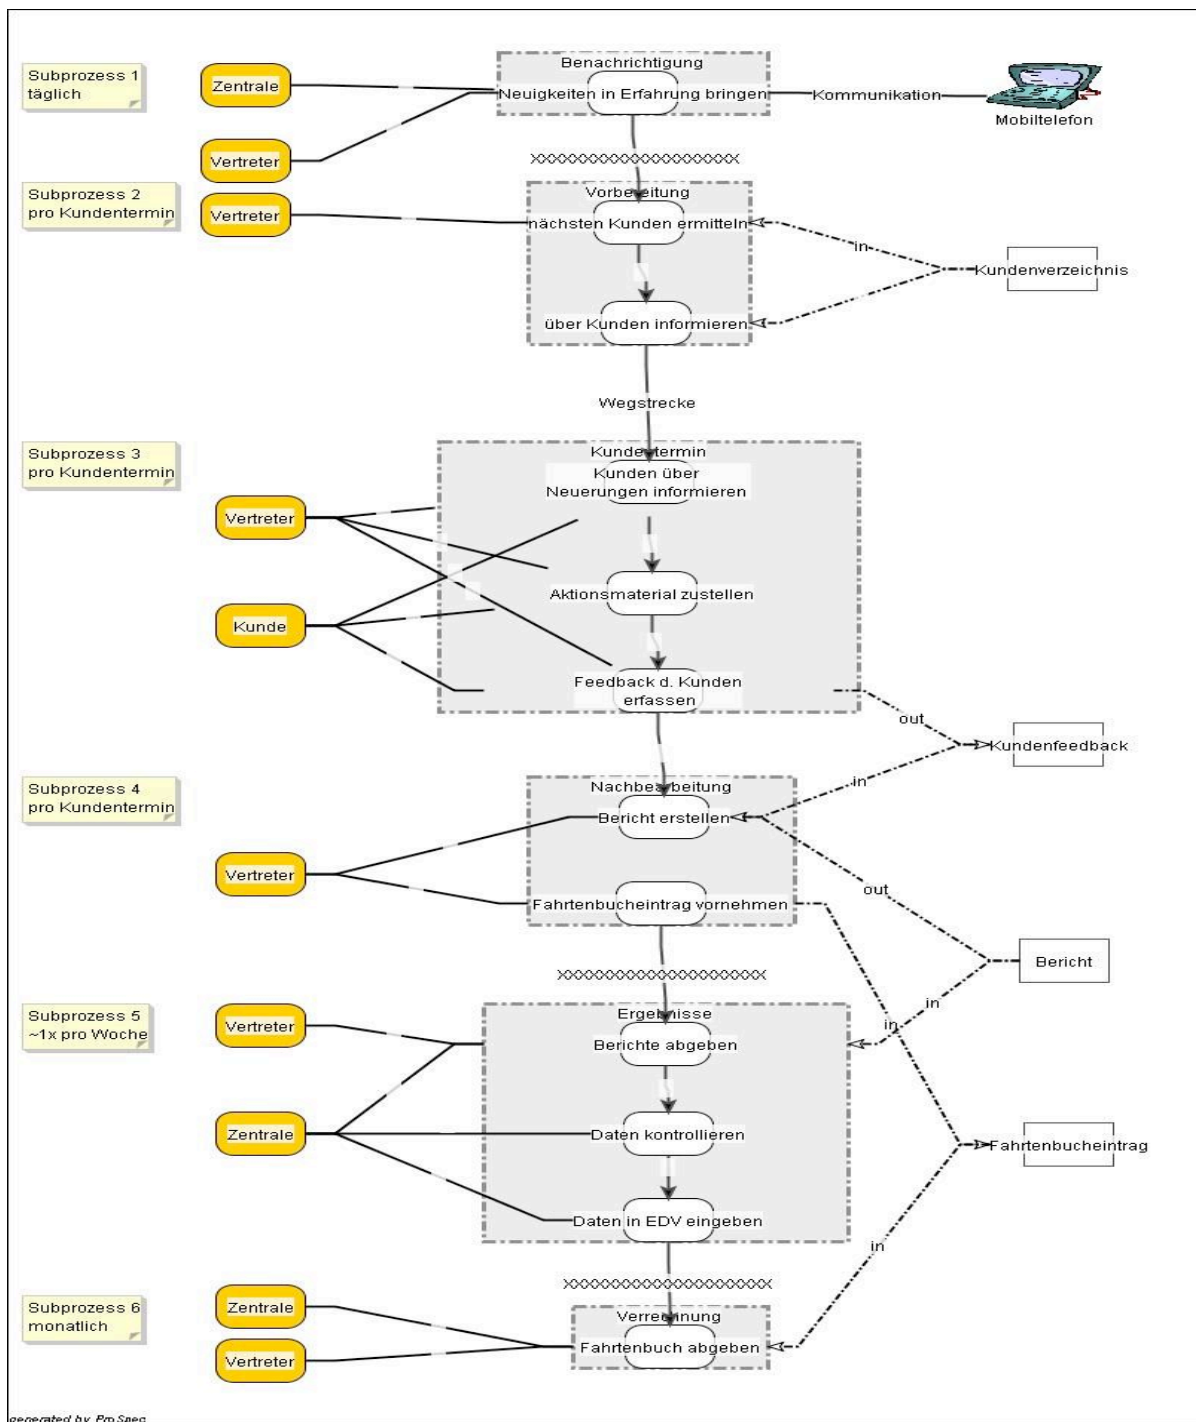 Benachrichtigung
Subprozess 1
täglich
Zentrale
Neuigkeiten in Erfahrung bringen
Kommunikation
Mobiltelefon
Vertreter
Subprozess 2
pro Kundentermin
Vertreter
Vorbereitung
nächsten Kunden ermitteln
in
Kundenverzeichnis
über Kunden informieren
Wegstrecke
Subprozess 3
pro Kundentermin
Kundentermin
Kunden über
Neuerungen informieren
Vertreter
Aktionsmaterial zustellen
Kunde
Feedback d. Kunden
erfassen
out
Kundenfeedback
in
Subprozess 4
pro Kundentermin
Nachbearbeitung
Bericht erstellen
Vertreter
out
Fahrtenbucheintrag vornehmen
Bericht
in
in
Subprozess 5
~1x pro Woche
Vertreter
Ergebnisse
Berichte abgeben
Zentrale
Daten kontrollieren
Fahrtenbucheintrag
Daten in EDV eingeben
in
Subprozess 6
monatlich
Zentrale
Verrechnung
Fahrtenbuch abgeben
Vertreter
generated by ProSpec